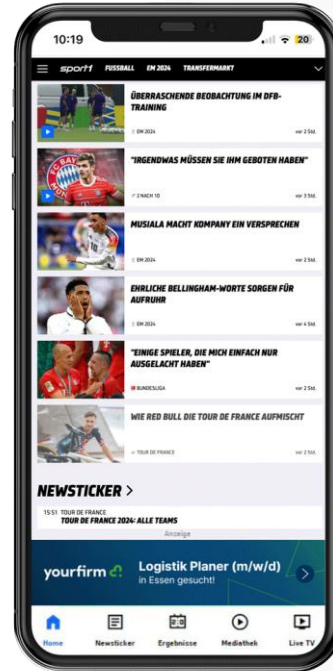 10:19
20
sport1 FUSSBALL EM 2024 TRANSFERMARKT
ÜBERRASCHENDE BEOBACHTUNG IM DFB-
TRAINING
EM 2024 vor 2 Std.
FC BAY
"IRGENDWAS MÜSSEN SIE IHM GEBOTEN HABEN"
2 NACH 10 vor 3 Std.
MUSIALA MACHT KOMPANY EIN VERSPRECHEN
EM 2024 vor 2 Std.
EHRLICHE BELLINGHAM-WORTE SORGEN FÜR
AUFRUHR
EM 2024 vor 4 Std.
"EINIGE SPIELER, DIE MICH EINFACH NUR
AUSGELACHT HABEN"
BUNDESLIGA vor 2 Std.
WIE RED BULL DIE TOUR DE FRANCE AUFMISCHT
TOUR DE FRANCE vor 2 Std.
NEWSTICKER >
15:51 TOUR DE FRANCE
TOUR DE FRANCE 2024: ALLE TEAMS
Anzeige
yourfirm Logistik Planer (m/w/d)
in Essen gesucht!
Home Newsticker Ergebnisse Mediathek Live TV